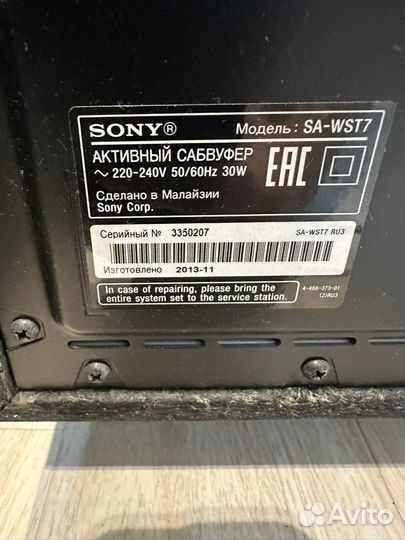 SONY® Модель: SA-WST7
АКТИВНЫЙ САБВУФЕР
~ 220-240V 50/60Hz 30W
EAC
Сделано в Малайзии
Sony Corp.
Серийный № 3350207 SA-WST7 RU3
Изготовлено 2013-11
In case of repairing, please bring the
entire system set to the service station.
4-466-373-01
(2)RU3
Avito